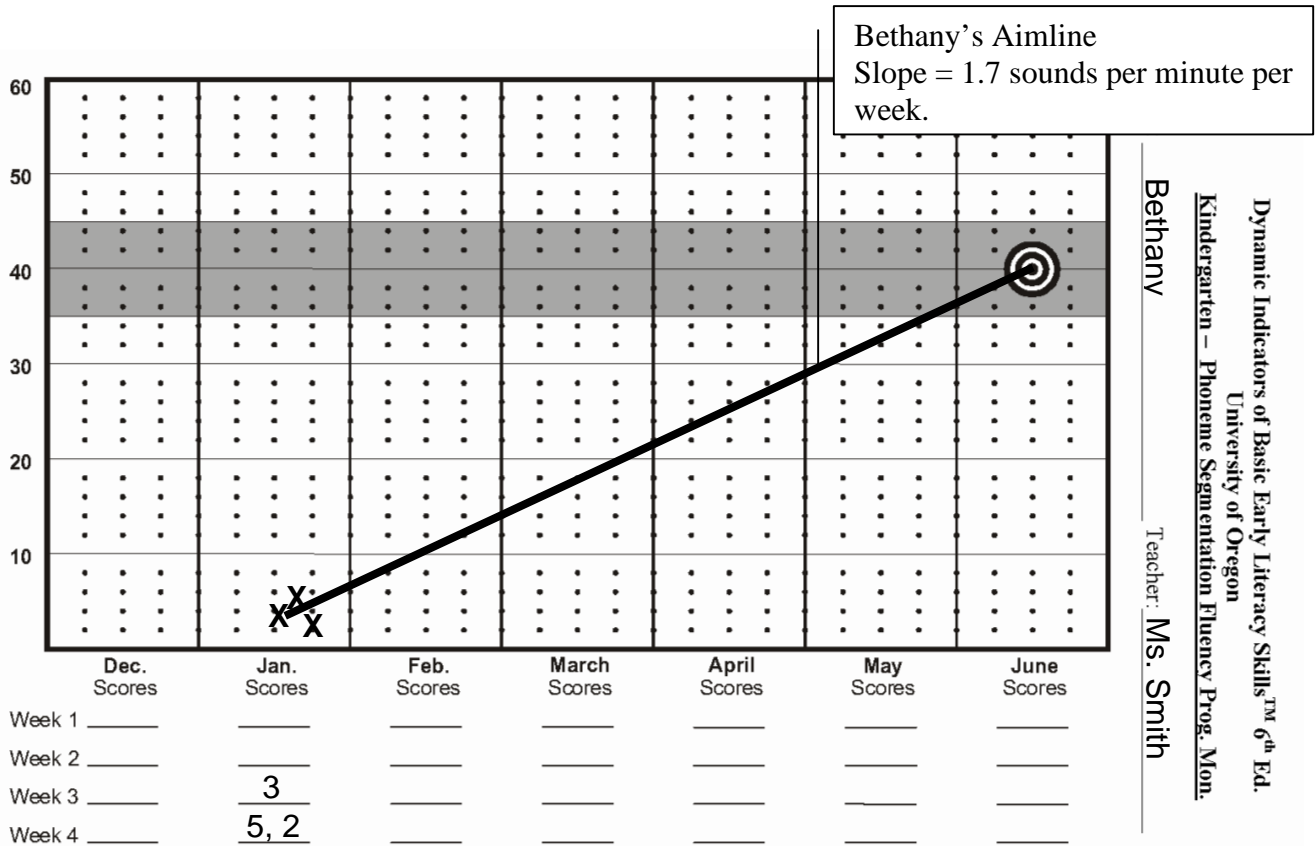 Bethany’s Aimline
Slope = 1.7 sounds per minute per
week.
60
50
40
30
20
10
X X X
Dec. Jan. Feb. March April May June
Scores Scores Scores Scores Scores Scores Scores
Week 1
Week 2
Week 3 3
Week 4 5, 2
Bethany
Teacher: Ms. Smith
Dynamic Indicators of Basic Early Literacy Skills™ 6th Ed.
University of Oregon
Kindergarten – Phoneme Segmentation Fluency Prog. Mon.